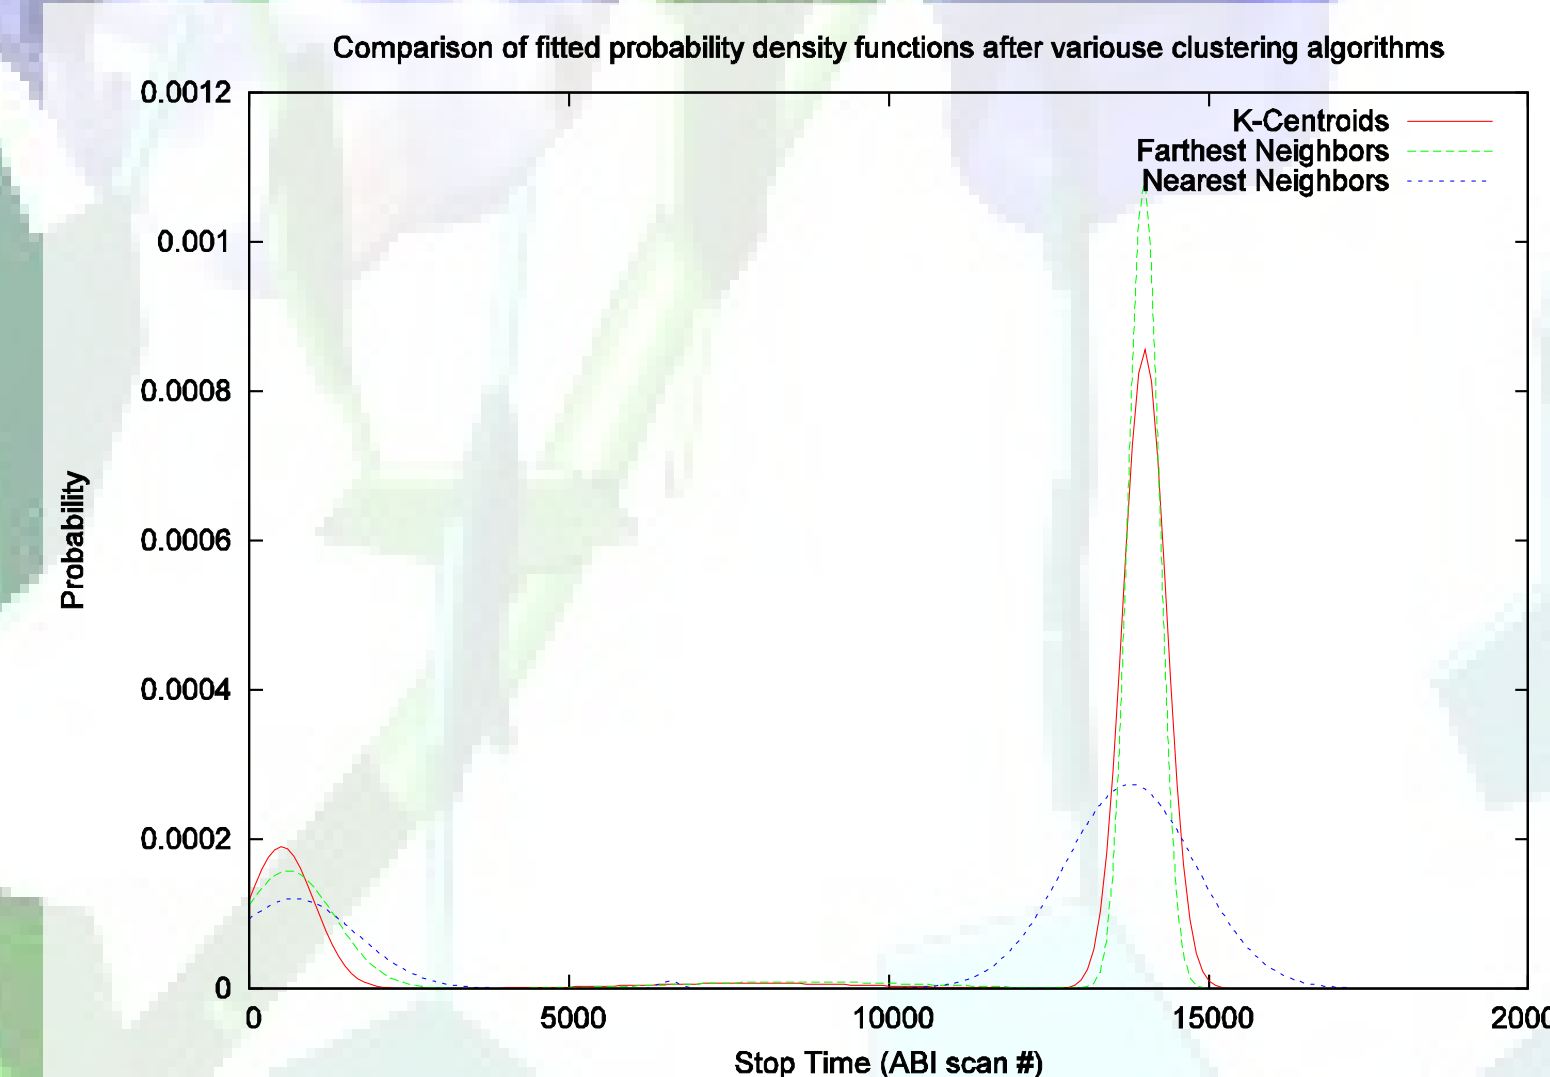 Comparison of fitted probability density functions after variouse clustering algorithms
0.0012
0.001
0.0008
0.0006
0.0004
0.0002
0
Probability
K-Centroids
Farthest Neighbors
Nearest Neighbors
0 5000 10000 15000 2000
Stop Time (ABI scan #)